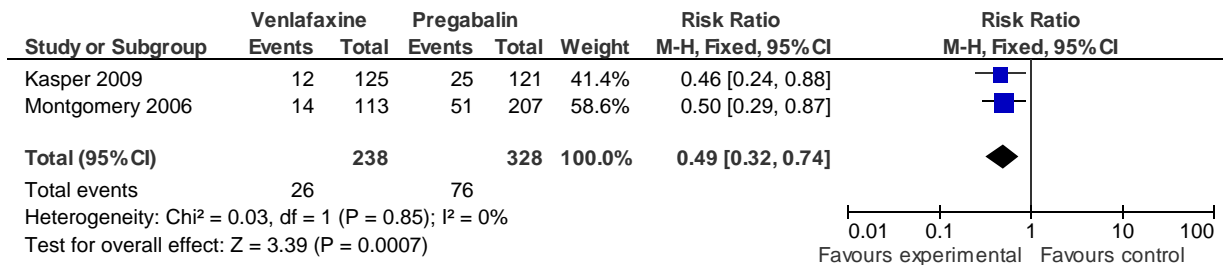 Venlafaxine Pregabalin Risk Ratio Risk Ratio
Study or Subgroup Events Total Events Total Weight M-H, Fixed, 95% CI M-H, Fixed, 95% CI
Kasper 2009 12 125 25 121 41.4% 0.46 [0.24, 0.88]
Montgomery 2006 14 113 51 207 58.6% 0.50 [0.29, 0.87]
Total (95% CI) 238 328 100.0% 0.49 [0.32, 0.74]
Total events 26 76
Heterogeneity: Chi² = 0.03, df = 1 (P = 0.85); I² = 0%
Test for overall effect: Z = 3.39 (P = 0.0007)
0.01 0.1 1 10 100
Favours experimental Favours control